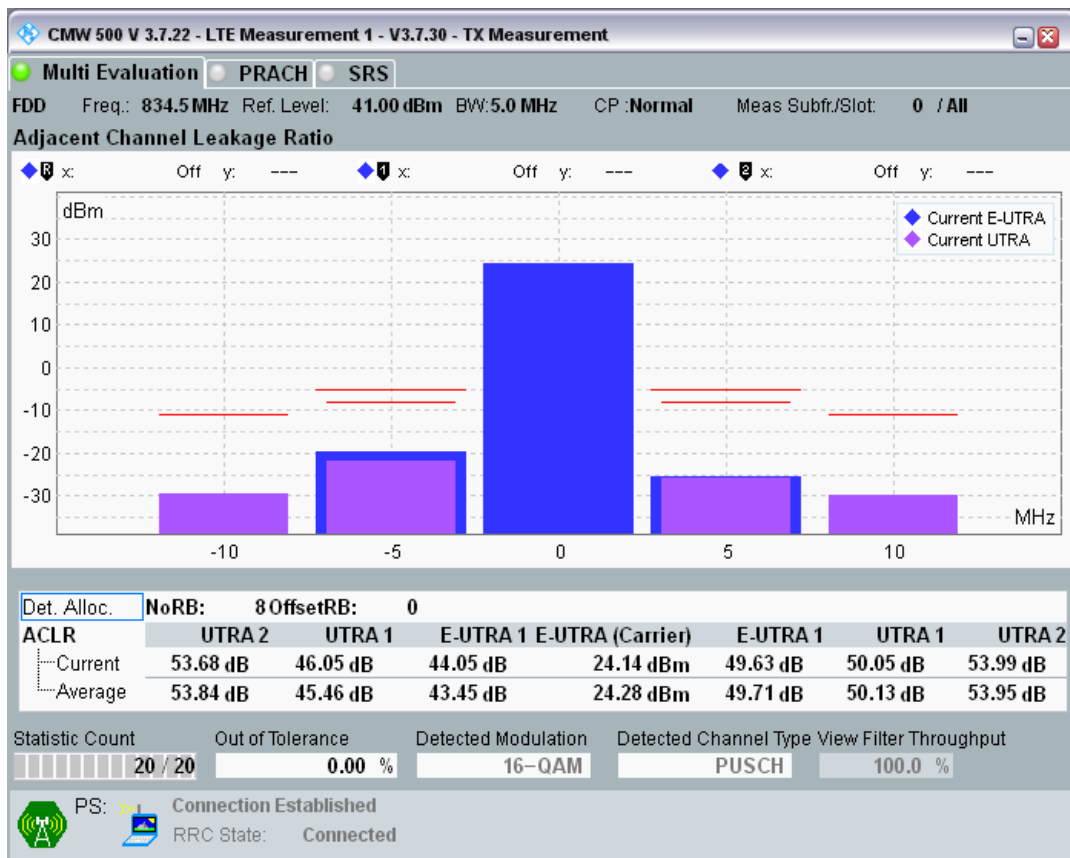 CMW 500 V 3.7.22 - LTE Measurement 1 - V3.7.30 - TX Measurement
Multi Evaluation PRACH SRS
FDD Freq.: 834.5 MHz Ref. Level: 41.00 dBm BW:5.0 MHz CP :Normal Meas Subfr./Slot: 0 / All
Adjacent Channel Leakage Ratio
R x: Off y: --- 1 x: Off y: --- 2 x: Off y: ---
dBm
Current E-UTRA
Current UTRA
30
20
10
0
-10
-20
-30
MHz
-10 -5 0 5 10
Det. Alloc. NoRB: 8 OffsetRB: 0
ACLR UTRA 2 UTRA 1 E-UTRA 1 E-UTRA (Carrier) E-UTRA 1 UTRA 1 UTRA 2
Current 53.68 dB 46.05 dB 44.05 dB 24.14 dBm 49.63 dB 50.05 dB 53.99 dB
Average 53.84 dB 45.46 dB 43.45 dB 24.28 dBm 49.71 dB 50.13 dB 53.95 dB
Statistic Count Out of Tolerance Detected Modulation Detected Channel Type View Filter Throughput
20 / 20 0.00 % 16-QAM PUSCH 100.0 %
PS: Connection Established
RRC State: Connected